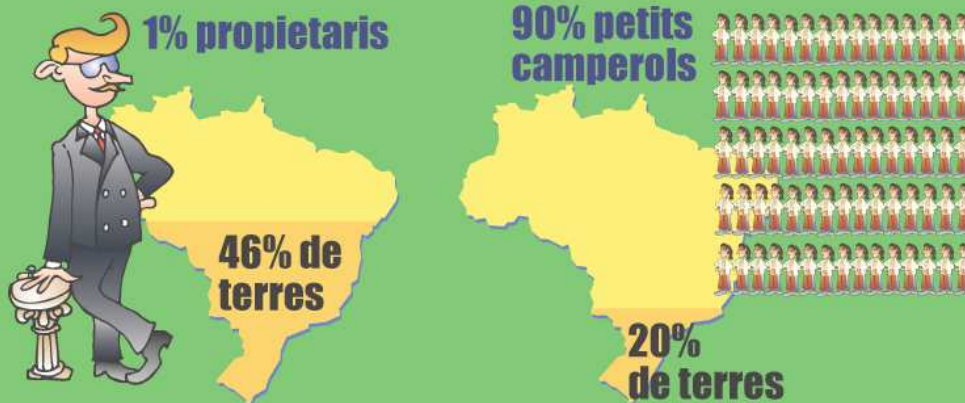 1% propietaris
46% de
terres
90% petits
camperols
20%
de terres